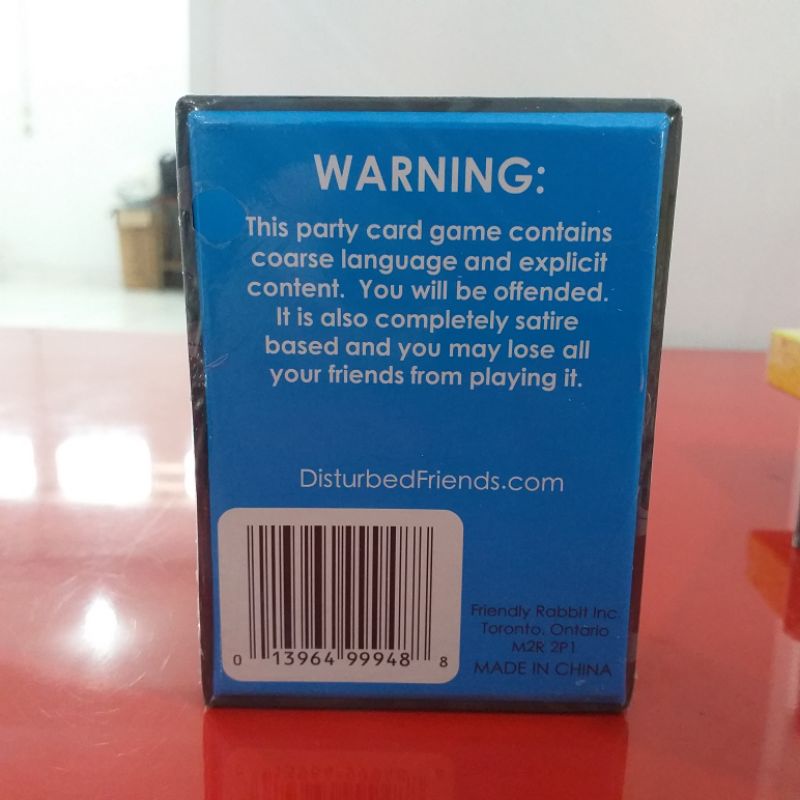 WARNING:
This party card game contains
coarse language and explicit
content. You will be offended.
It is also completely satire
based and you may lose all
your friends from playing it.
DisturbedFriends.com
0 13964 99948 8
Friendly Rabbit Inc.
Toronto, Ontario
M2R 2P1
MADE IN CHINA